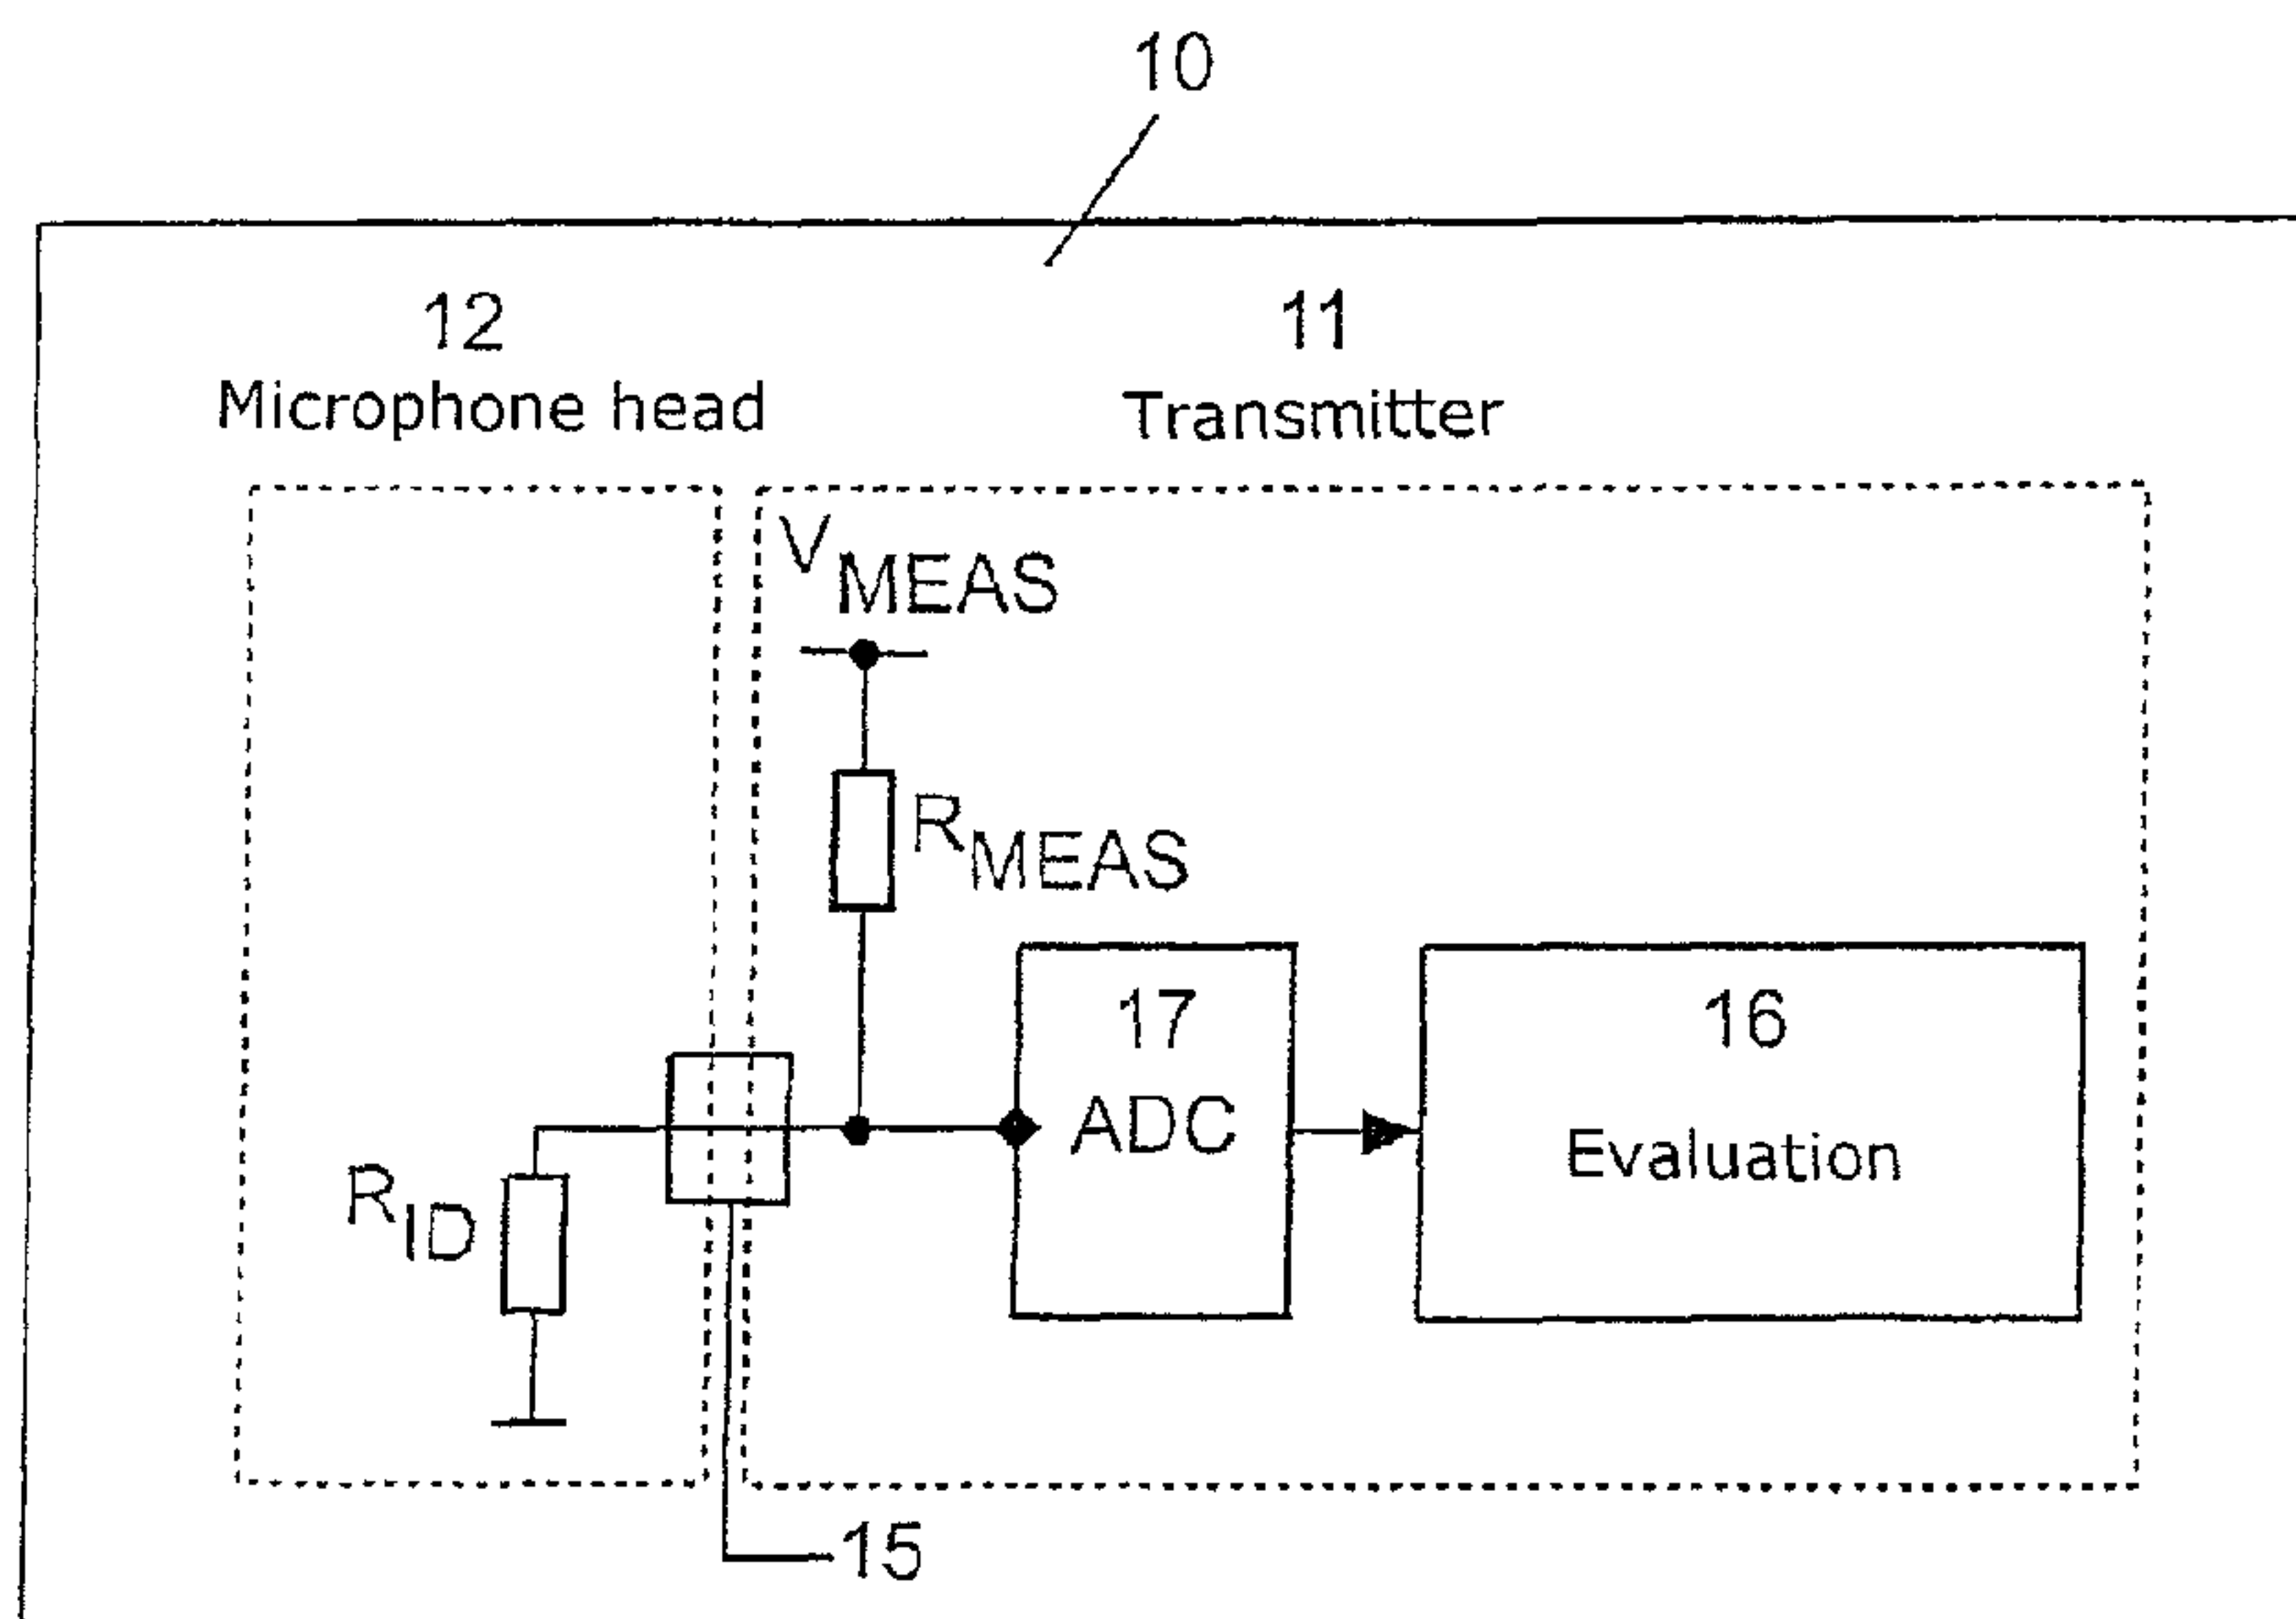 10
12
Microphone head
11
Transmitter
VMEAS
RMEAS
17
ADC
16
Evaluation
RID
15